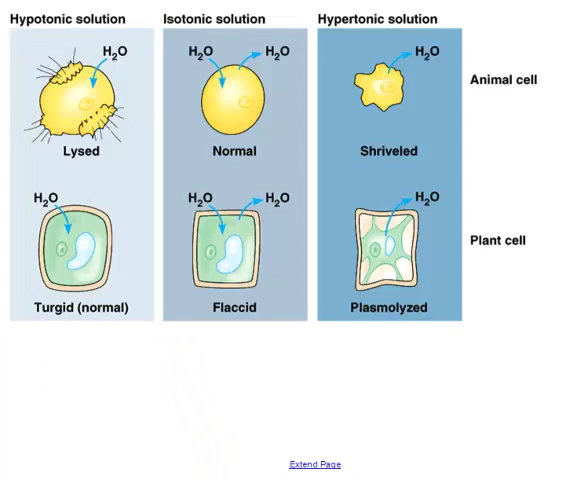 Hypotonic solution
Isotonic solution
Hypertonic solution
H2O
H2O
H2O
H2O
Animal cell
Lysed
Normal
Shriveled
H2O
H2O
H2O
H2O
Plant cell
Turgid (normal)
Flaccid
Plasmolyzed
Extend Page